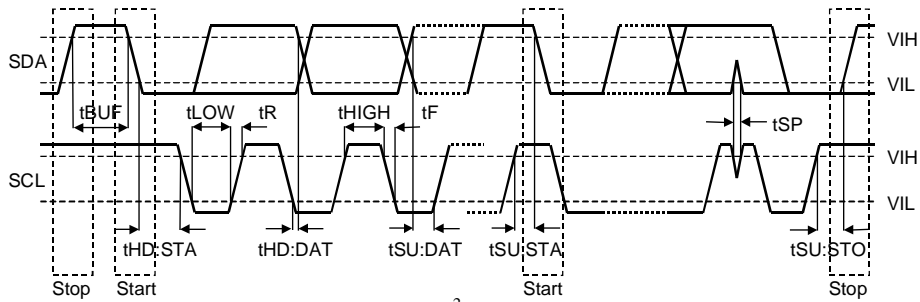 SDA
VIH
VIL
tBUF tLOW tR tHIGH tF tSP
SCL
VIH
VIL
tHD:STA tHD:DAT tSU:DAT tSU:STA tSU:STO
Stop Start Start 2 Stop